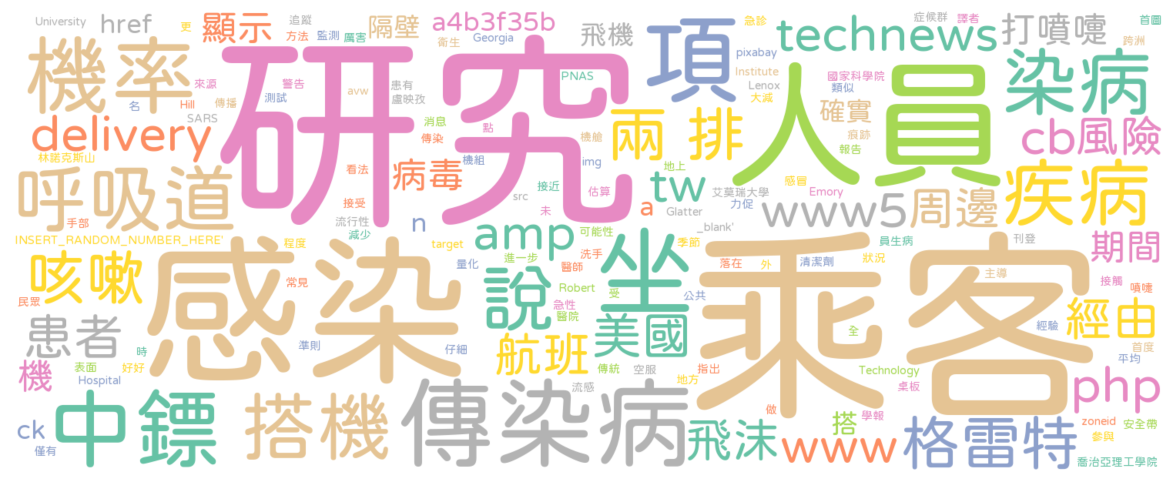 University
href
更
顯示
追蹤
方法
監測
厲害
隔壁
a4b3f35b
衛生
Georgia
飛機
項
急診
pixabay
technews
症候群
譯者
打噴嚏
首圖
跨洲
機率
來源
Hill
傳播
SARS
名
警告
測試
avw
患有
盧映孜
研究
PNAS
Institute
Lenox
大減
人員
國家科學院
類似
確實
痕跡
報告
染病
cb
風險
delivery
林諾克斯山
傳染
消息
點
機組
機艙
img
兩
排
地上
看法
病毒
接受
src
接近
估算
tw
艾莫瑞大學
感嘗
Emory
力促
疾病
呼吸道
手部
流行性
減少
n
未
a
Glatter
_blank'
www5
周邊
INSERT_RANDOM_NUMBER_HERE'
程度
target
amp
可能性
季節
員生病
刊登
期間
咳嗽
感染
量化
進一步
洗手
醫師
坐
落在
外
清潔劑
狀況
主導
接觸
乘客
民眾
常見
說
Robert
急性
醫院
受
公共
噴嚏
患者
準則
仔細
航班
美國
全
經驗
經由
首度
平均
機
表面
時
好好
Hospital
傳統
空服
地方
指出
Technology
桌板
php
中鏢
搭機
傳染病
流感
飛沫
做
學報
搭
www
格雷特
zoneid
參與
安全帶
ck
僅有
喬治亞理工學院